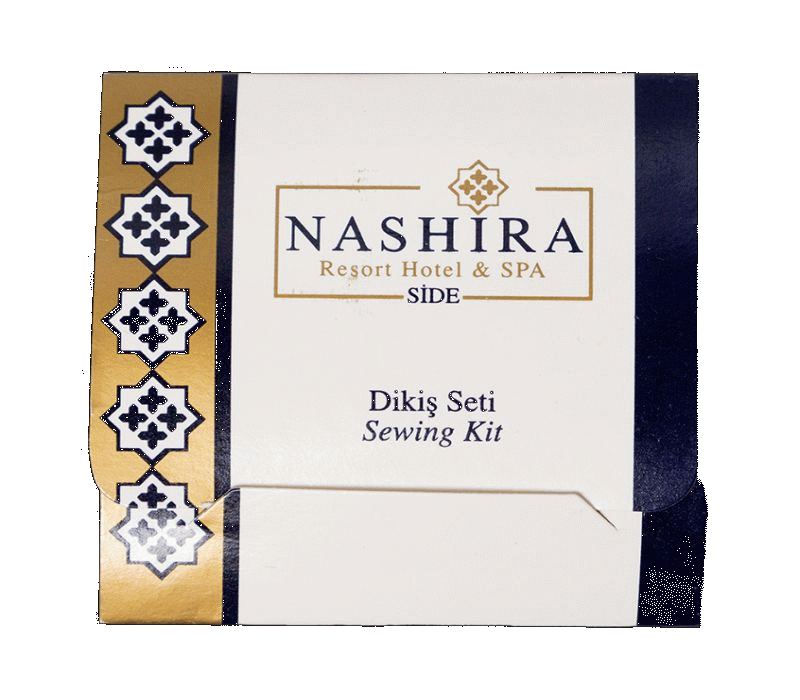 NASHIRA
Resort Hotel & SPA
SİDE
Dikiş Seti
Sewing Kit